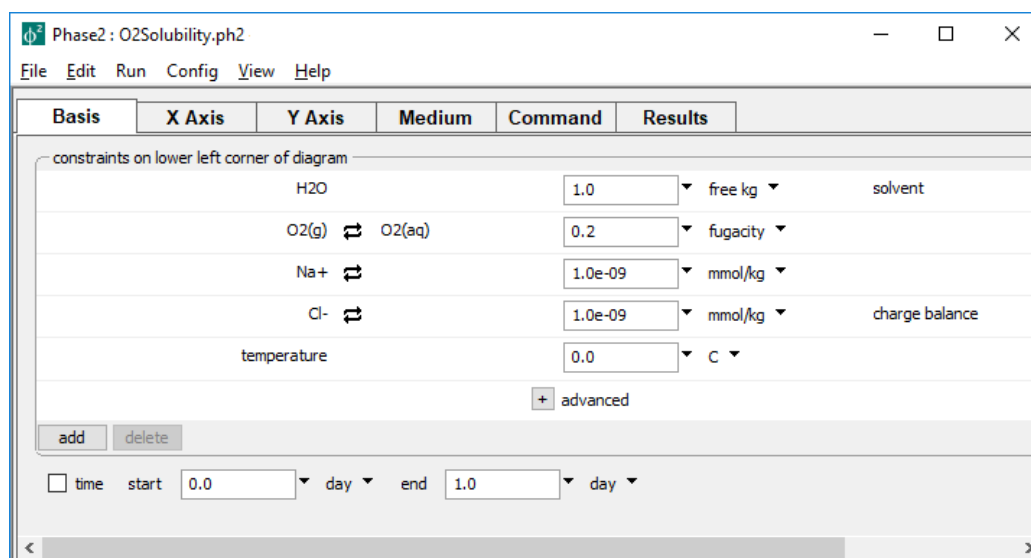 Phase2 : O2Solubility.ph2
File Edit Run Config View Help
Basis X Axis Y Axis Medium Command Results
constraints on lower left corner of diagram
H2O 1.0 free kg solvent
O2(g) O2(aq) 0.2 fugacity
Na+ 1.0e-09 mmol/kg
Cl- 1.0e-09 mmol/kg charge balance
temperature 0.0 C
+ advanced
add delete
time start 0.0 day end 1.0 day